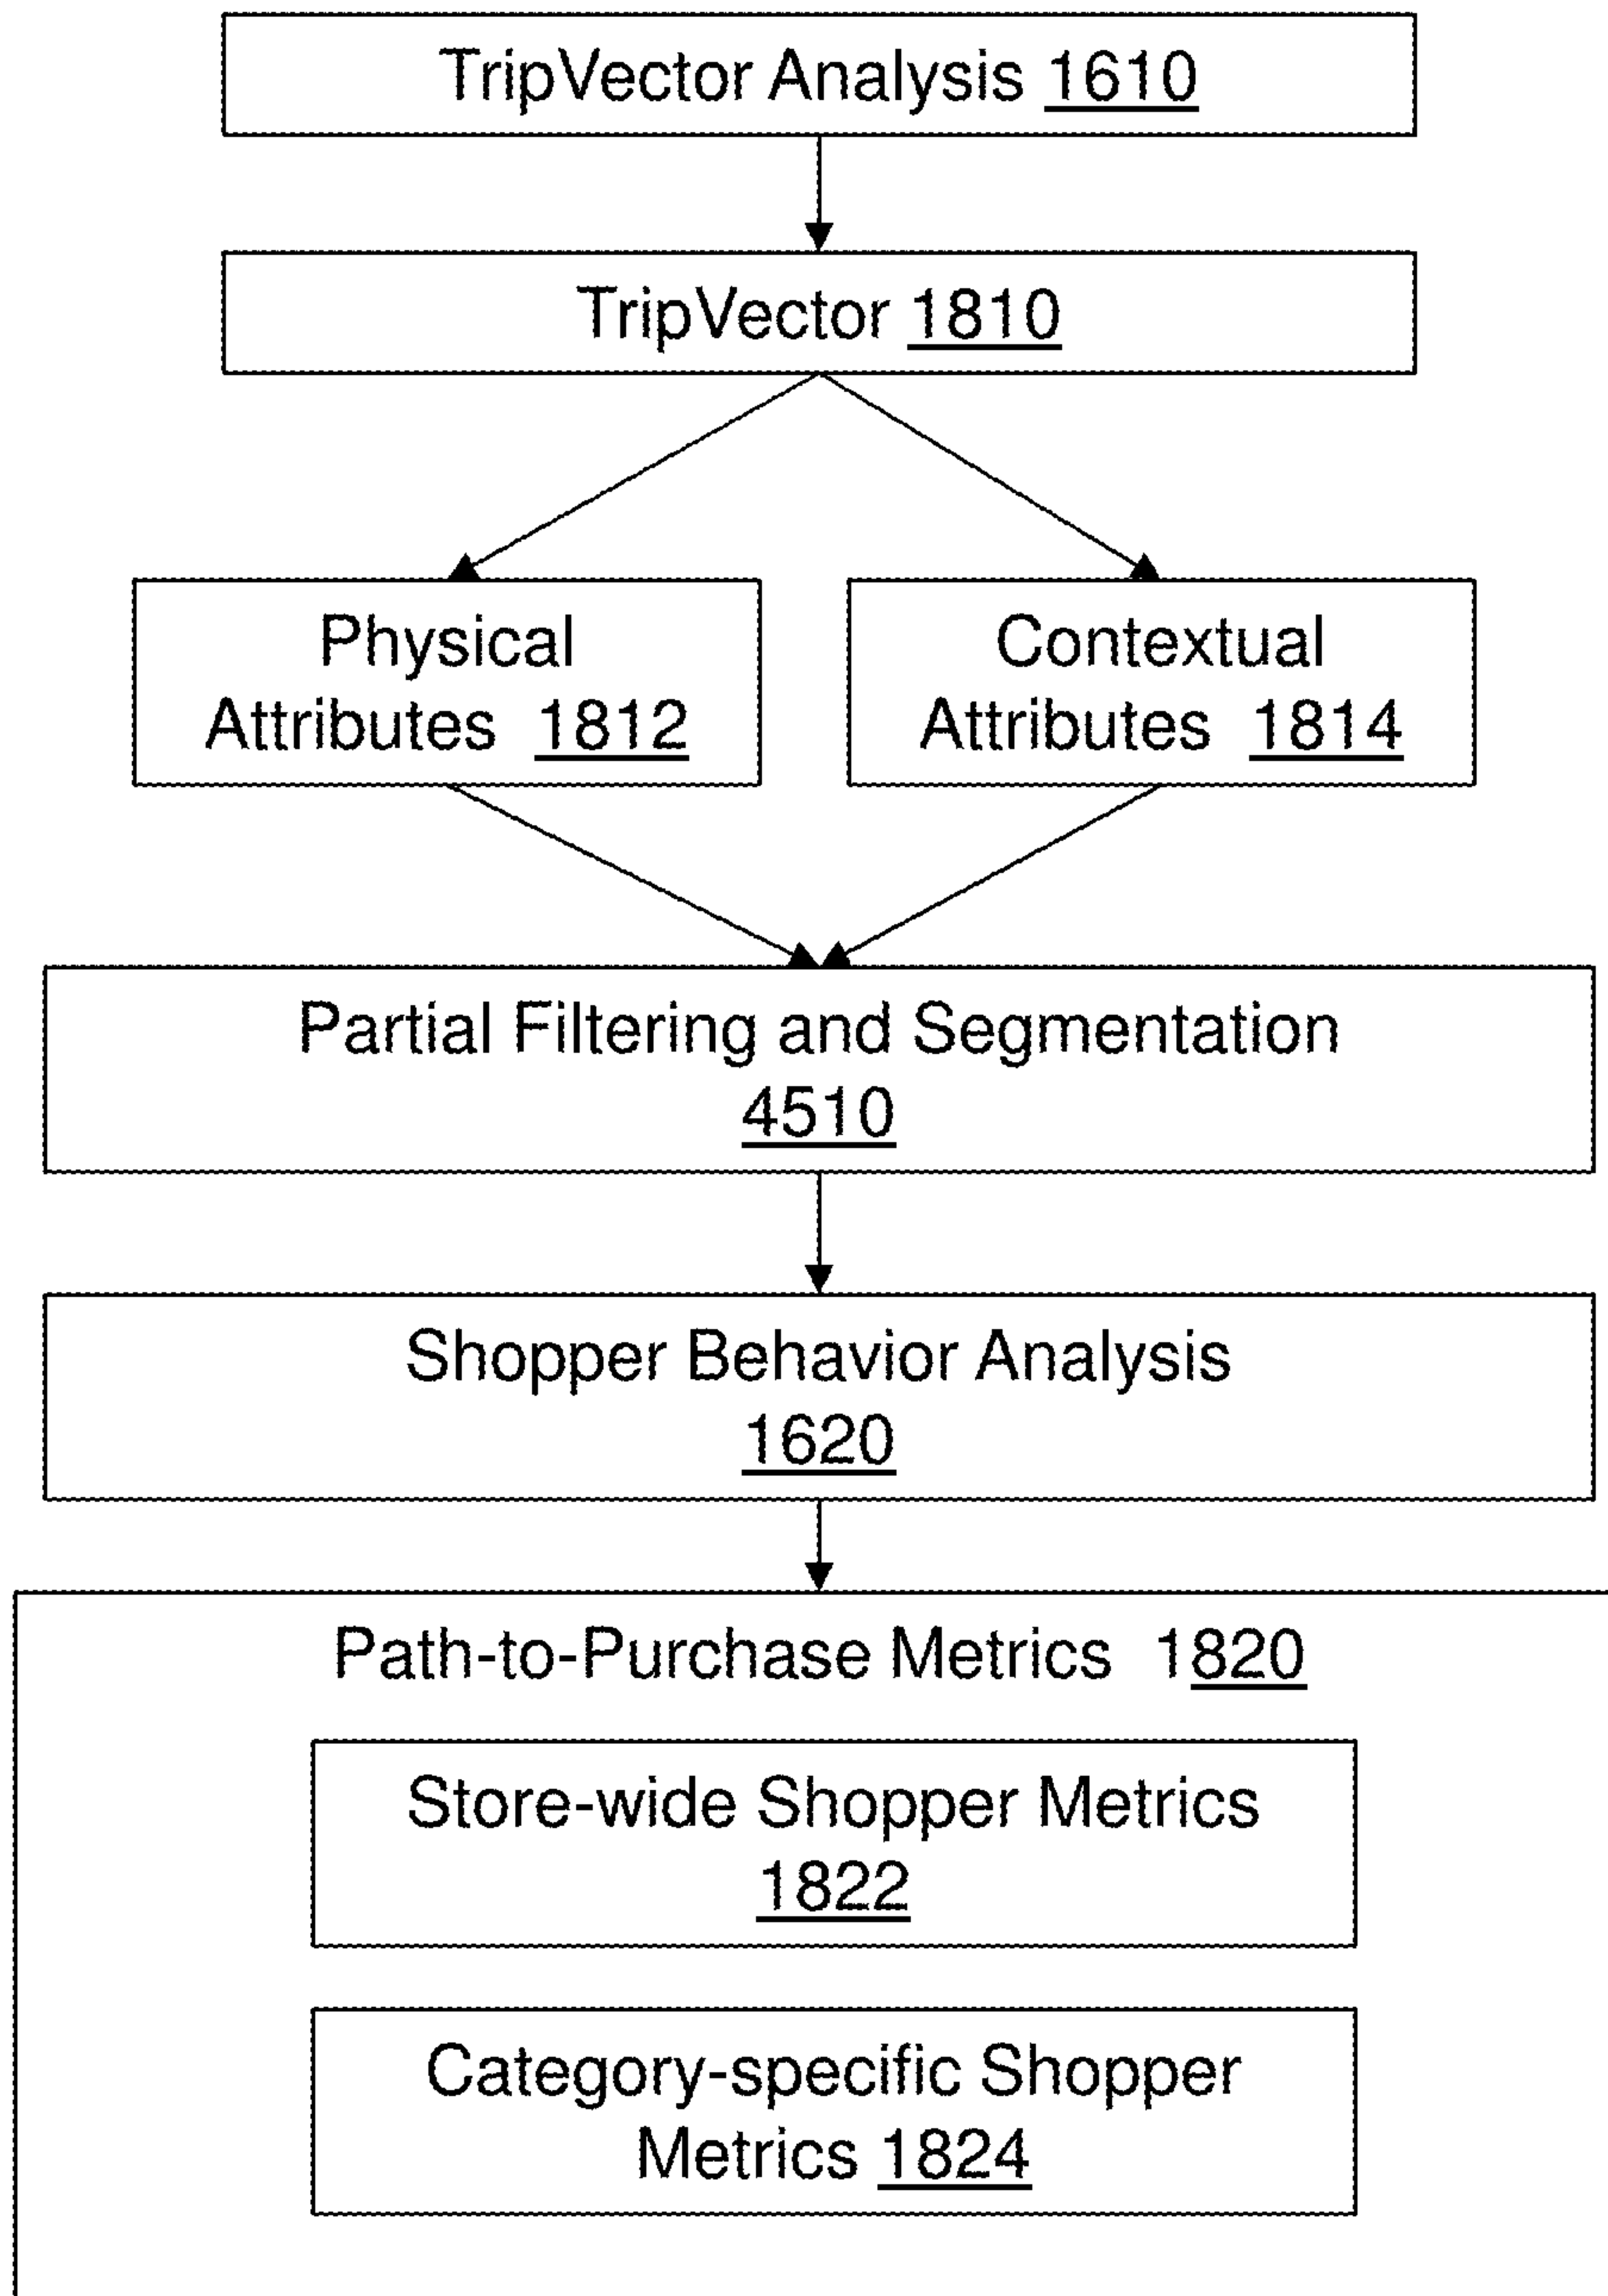 TripVector Analysis 1610
TripVector 1810
Physical
Attributes 1812
Contextual
Attributes 1814
Partial Filtering and Segmentation
4510
Shopper Behavior Analysis
1620
Path-to-Purchase Metrics 1820
Store-wide Shopper Metrics
1822
Category-specific Shopper
Metrics 1824